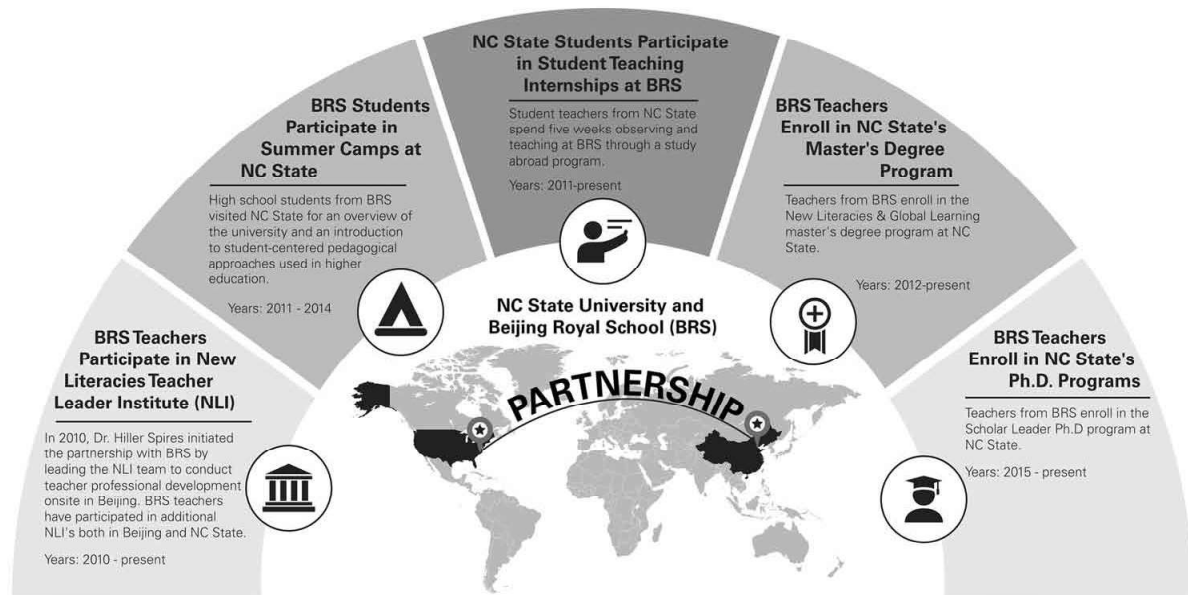 BRS Teachers
Participate in New
Literacies Teacher
Leader Institute (NLI)
In 2010, Dr. Hiller Spires initiated
the partnership with BRS by
leading the NLI team to conduct
teacher professional development
onsite in Beijing. BRS teachers
have participated in additional
NLI's both in Beijing and NC State.
Years: 2010 - present
BRS Students
Participate in
Summer Camps at
NC State
High school students from BRS
visited NC State for an overview of
the university and an introduction
to student-centered pedagogical
approaches used in higher
education.
Years: 2011 - 2014
NC State Students Participate
in Student Teaching
Internships at BRS
Student teachers from NC State
spend five weeks observing and
teaching at BRS through a study
abroad program.
Years: 2011-present
BRS Teachers
Enroll in NC State's
Master's Degree
Program
Teachers from BRS enroll in the
New Literacies & Global Learning
master's degree program at NC
State.
Years: 2012-present
BRS Teachers
Enroll in NC State's
Ph.D. Programs
Teachers from BRS enroll in the
Scholar Leader Ph.D program at
NC State.
Years: 2015 - present
NC State University and
Beijing Royal School (BRS)
PARTNERSHIP